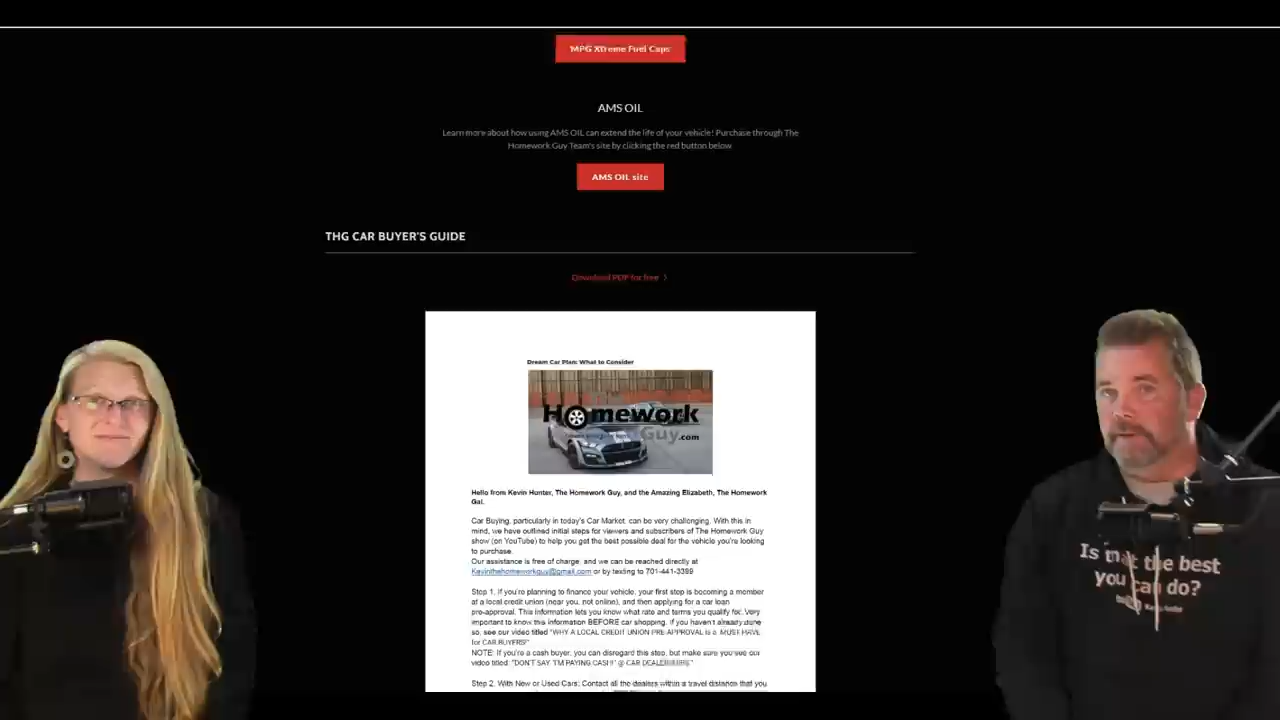 MPG Xtreme Fuel Caps
AMS OIL
Learn more about how using AMS OIL can extend the life of your vehicle! Purchase through The
Homework Guy Team's site by clicking the red button below
AMS OIL site
THG CAR BUYER'S GUIDE
Download PDF for free >
Dream Car Plan: What to Consider
Homework
Guy.com
Hello from Kevin Hunter, The Homework Guy, and the Amazing Elizabeth, The Homework
Gal.
Car Buying, particularly in today's Car Market, can be very challenging. With this in
mind, we have outlined initial steps for viewers and subscribers of The Homework Guy
show (on YouTube) to help you get the best possible deal for the vehicle you're looking
to purchase.
Our assistance is free of charge, and we can be reached directly at
Kevinthehomeworkguy@gmail.com or by texting to 701-441-3399
Step 1. If you're planning to finance your vehicle, your first step is becoming a member
at a local credit union (near you, not online), and then applying for a car loan
pre-approval. This information lets you know what rate and terms you qualify for. Very
important to know this information BEFORE car shopping. If you haven't already done
so, see our video titled "WHY A LOCAL CREDIT UNION PRE-APPROVAL is a MUST HAVE
for CAR BUYERS!"
NOTE: If you're a cash buyer, you can disregard this step, but make sure you see our
video titled: "DON'T SAY 'I'M PAYING CASH!' @ CAR
Step 2. With New or Used Cars: Contact all the dealers within a travel distance that you
Is the best
you can do?